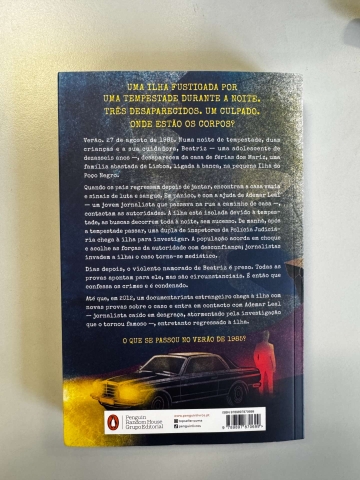 UMA ILHA FUSTIGADA POR
UMA TEMPESTADE DURANTE A NOITE.
TRÊS DESAPARECIDOS. UM CULPADO.
ONDE ESTÃO OS CORPOS?
Verão. 27 de agosto de 1985. Numa noite de tempestade, duas
crianças e a sua cuidadora, Beatriz — uma adolescente de
dezasseis anos —, desaparecem da casa de férias dos Mariz, uma
família abastada de Lisboa, ligada à banca, na pequena Ilha do
Poço Negro.
Quando os pais regressam depois de jantar, encontram a casa vazia
e sinais de luta e sangue. Em pânico, e com a ajuda de Ademar Leal
— um jovem jornalista que passava na rua a caminho de casa —,
contactam as autoridades. A ilha está isolada devido à tempes-
tade, as buscas decorrem toda a noite, sem sucesso. De manhã, após
a tempestade passar, uma dupla de inspetores da Polícia Judiciá-
ria chega à ilha para investigar. A população acorda em choque
e acolhe as forças da autoridade com desconfiança; jornalistas
invadem a ilha; o caso torna-se mediático.
Dias depois, o violento namorado de Beatriz é preso. Todas as
provas apontam para ele, mas são circunstanciais. É então que
confessa os crimes e é condenado.
Até que, em 2012, um documentarista estrangeiro chega à ilha com
novas provas sobre o caso e entra em contacto com Ademar Leal
— jornalista caído em desgraça, atormentado pela investigação
que o tornou famoso —, entretanto regressado à ilha.
O QUE SE PASSOU NO VERÃO DE 1985?
Penguin
Random House
Grupo Editorial
www.penguinlivros.pt
penguinlivros